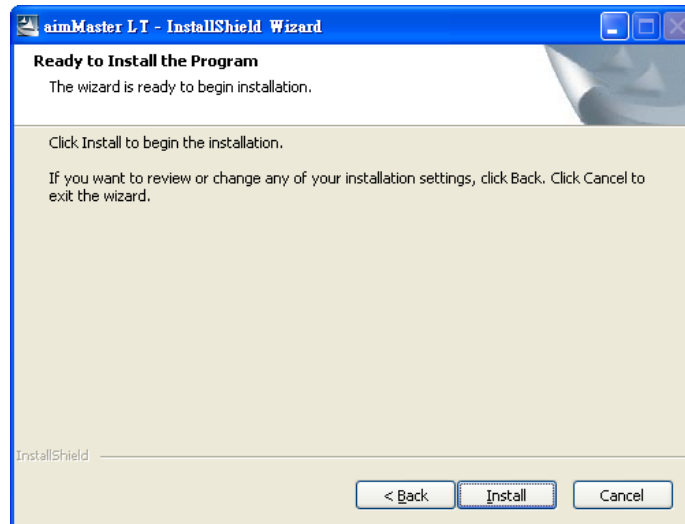 aimMaster LT - InstallShield Wizard
Ready to Install the Program
The wizard is ready to begin installation.
Click Install to begin the installation.
If you want to review or change any of your installation settings, click Back. Click Cancel to
exit the wizard.
InstallShield
< Back
Install
Cancel